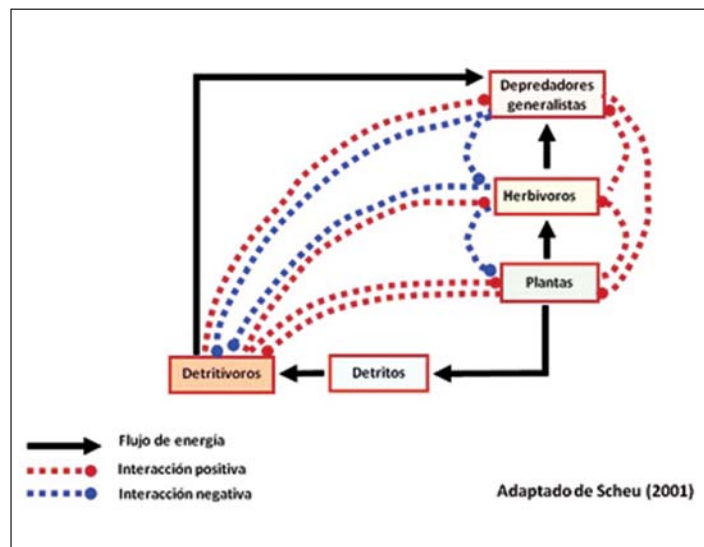 Depredadores
generalistas
Herbívoros
Plantas
Detritívoros
Detritos
Flujo de energía
Interacción positiva
Interacción negativa
Adaptado de Scheu (2001)